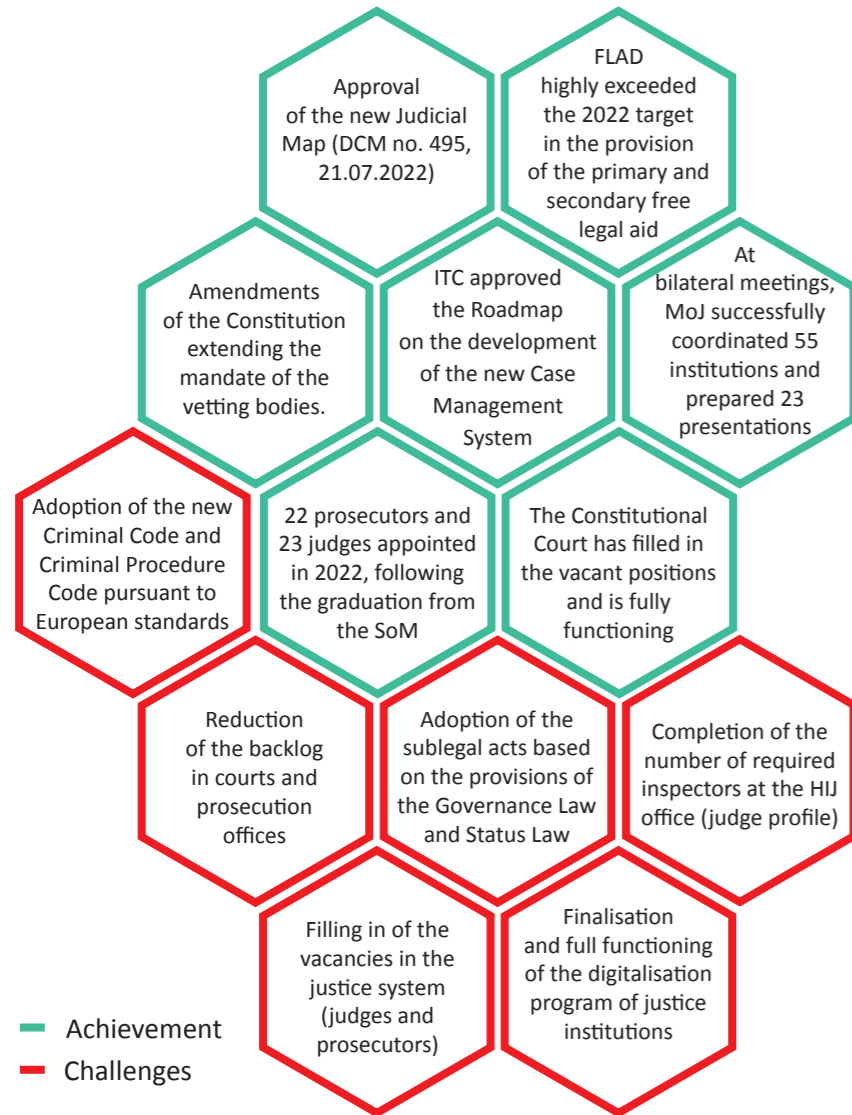 Approval
of the new Judicial
Map (DCM no. 495,
21.07.2022)
FLAD
highly exceeded
the 2022 target
in the provision
of the primary and
secondary free
legal aid
Amendments
of the Constitution
extending the
mandate of the
vetting bodies.
ITC approved
the Roadmap
on the development
of the new Case
Management
System
At
bilateral meetings,
MoJ successfully
coordinated 55
institutions and
prepared 23
presentations
Adoption of the new
Criminal Code and
Criminal Procedure
Code pursuant to
European standards
22 prosecutors and
23 judges appointed
in 2022, following
the graduation from
the SoM
The Constitutional
Court has filled in
the vacant positions
and is fully
functioning
Reduction
of the backlog
in courts and
prosecution
offices
Adoption of the
sublegal acts based
on the provisions of
the Governance Law
and Status Law
Completion of the
number of required
inspectors at the HIJ
office (judge profile)
Filling in of the
vacancies in the
justice system
(judges and
prosecutors)
Finalisation
and full functioning
of the digitalisation
program of justice
institutions
Achievement
Challenges